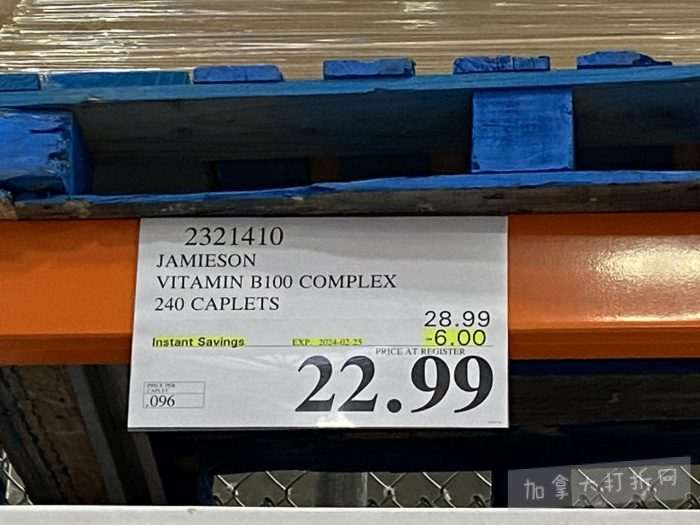 2321410
JAMIESON
VITAMIN B100 COMPLEX
240 CAPLETS
28.99
Instant Savings EXP. 2024-02-25 -6.00
PRICE AT REGISTER
22.99
PRICE PER
CAPLET
.096
加拿大打折网